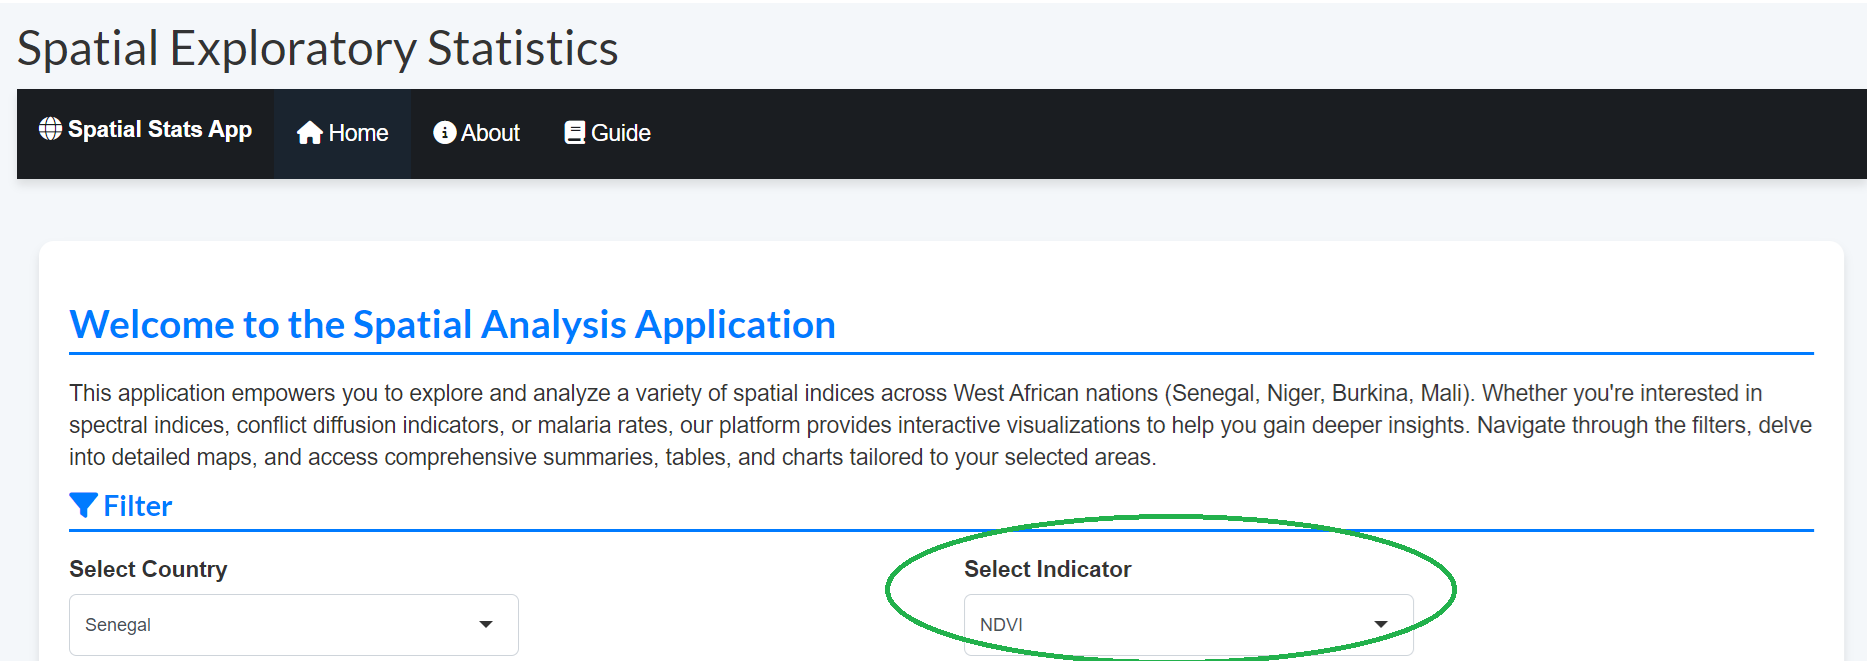 Spatial Exploratory Statistics
Spatial Stats App Home About Guide
Welcome to the Spatial Analysis Application
This application empowers you to explore and analyze a variety of spatial indices across West African nations (Senegal, Niger, Burkina, Mali). Whether you're interested in
spectral indices, conflict diffusion indicators, or malaria rates, our platform provides interactive visualizations to help you gain deeper insights. Navigate through the filters, delve
into detailed maps, and access comprehensive summaries, tables, and charts tailored to your selected areas.
Filter
Select Country Select Indicator
Senegal NDVI